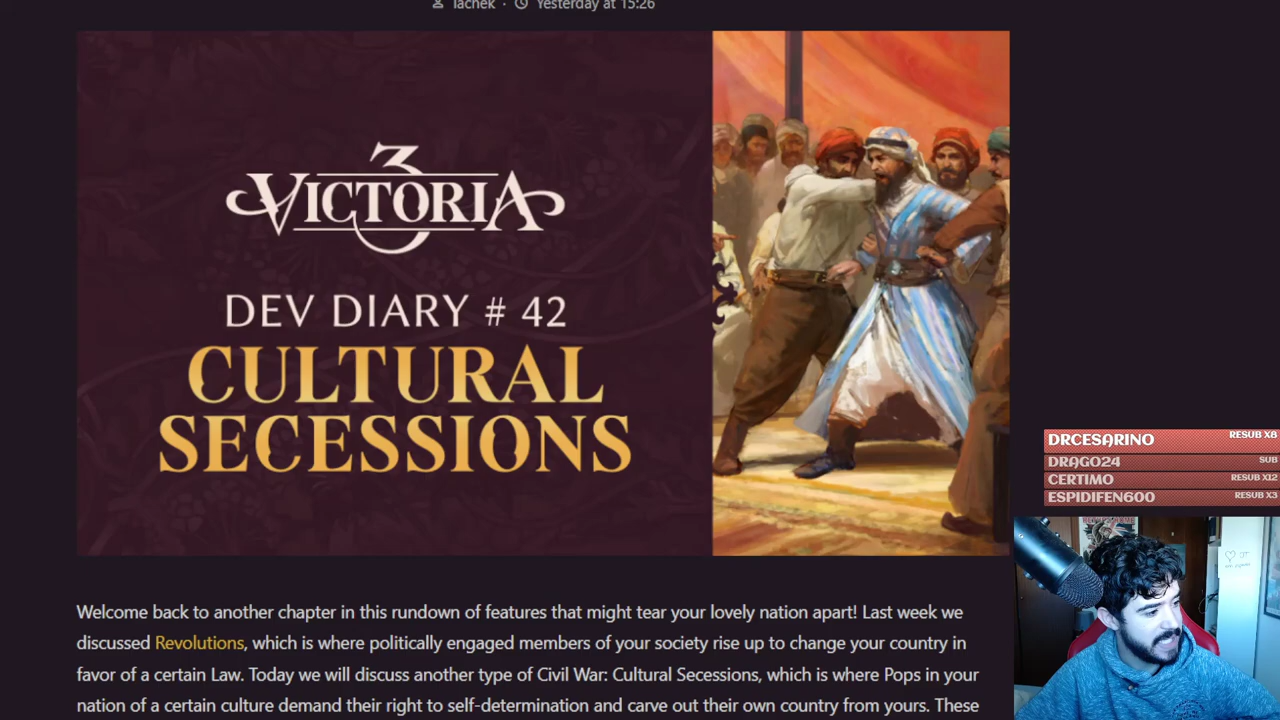 lachek · Yesterday at 15:26
VICTORIA
3
DEV DIARY # 42
CULTURAL
SECESSIONS
Welcome back to another chapter in this rundown of features that might tear your lovely nation apart! Last week we
discussed Revolutions, which is where politically engaged members of your society rise up to change your country in
favor of a certain Law. Today we will discuss another type of Civil War: Cultural Secessions, which is where Pops in your
nation of a certain culture demand their right to self-determination and carve out their own country from yours. These
DRCESARINO RESUB X8
DRAGO24 SUB
CERTIMO RESUB X12
ESPIDIFEN600 RESUB X3